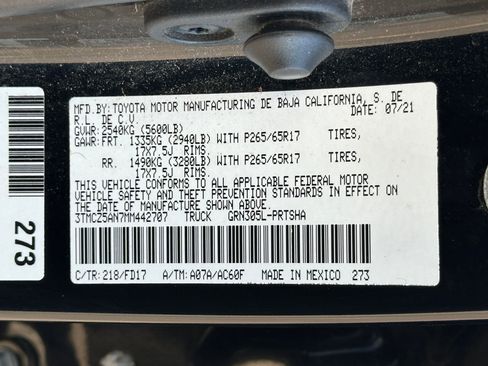 MFD.BY:TOYOTA MOTOR MANUFACTURING DE BAJA CALIFORNIA, S. DE
R.L. DE C.V. DATE: 07/21
GVWR: 2540KG (5600LB)
GAWR: FRT. 1335KG (2940LB) WITH P265/65R17 TIRES,
17X7.5J RIMS.
RR. 1490KG (3280LB) WITH P265/65R17 TIRES,
17X7.5J RIMS.
THIS VEHICLE CONFORMS TO ALL APPLICABLE FEDERAL MOTOR
VEHICLE SAFETY AND THEFT PREVENTION STANDARDS IN EFFECT ON
THE DATE OF MANUFACTURE SHOWN ABOVE.
3TMCZ5AN7MM442707 TRUCK GRN305L-PRTSHA
C/TR:218/FD17 A/TM:A07A/AC60F MADE IN MEXICO 273
273